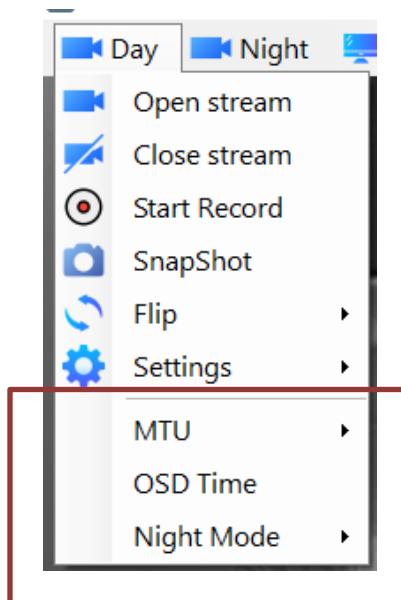 Day Night
Open stream
Close stream
Start Record
SnapShot
Flip
Settings
MTU
OSD Time
Night Mode